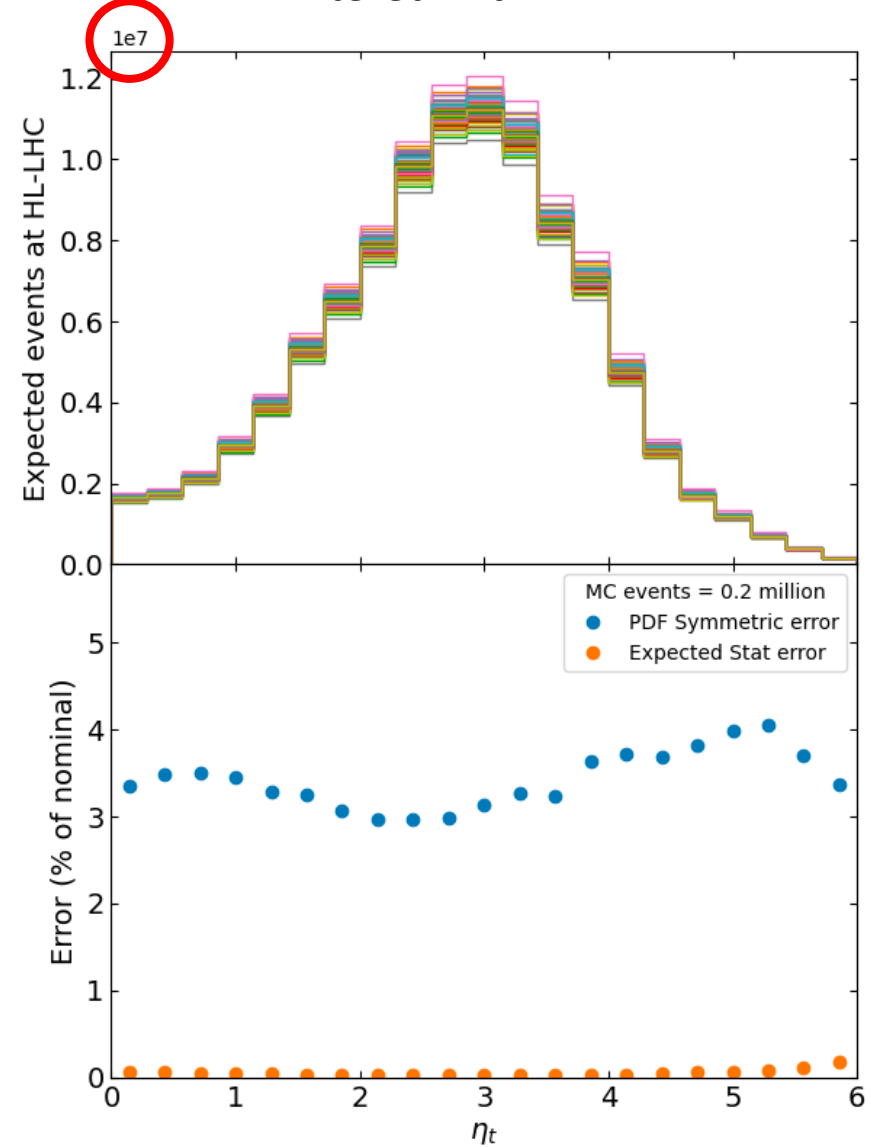 1e7
Expected events at HL-LHC
1.2
1.0
0.8
0.6
0.4
0.2
0.0
MC events = 0.2 million
PDF Symmetric error
Expected Stat error
Error (% of nominal)
5
4
3
2
1
0
0 1 2 3 4 5 6
ηt